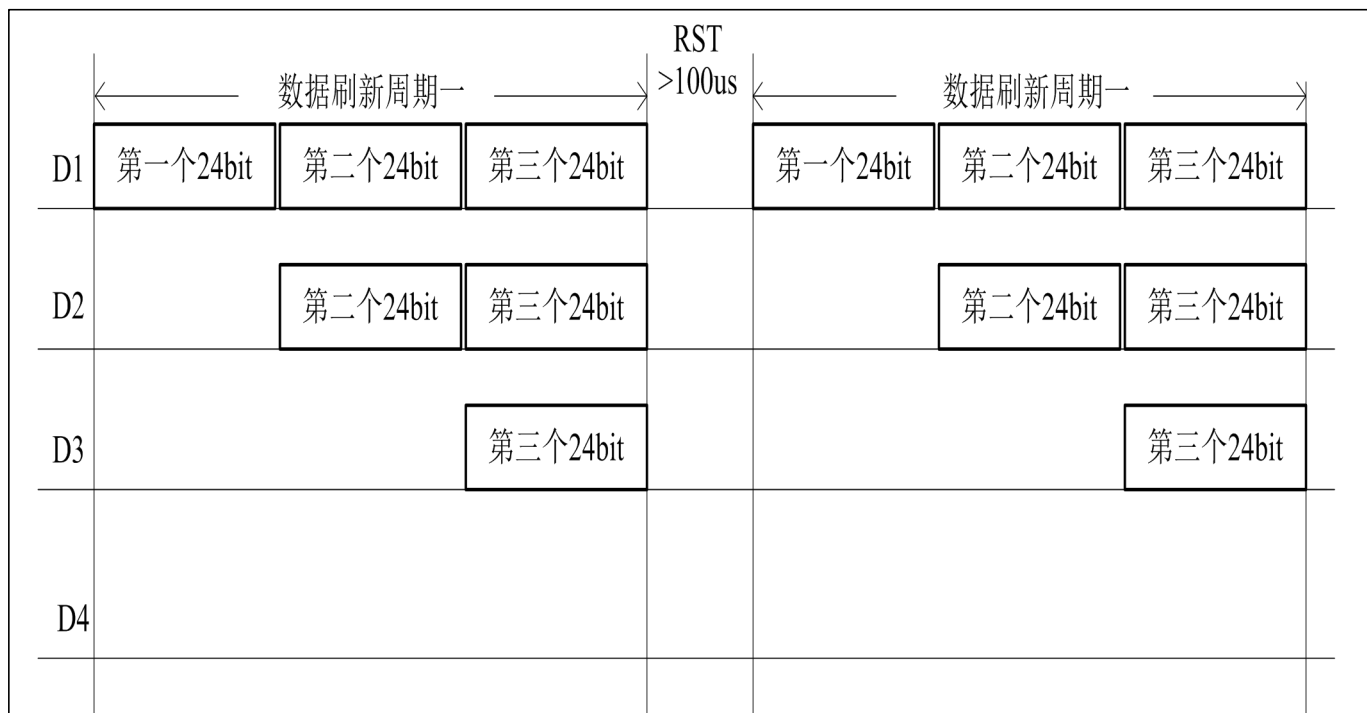 RST
>100us
数据刷新周期一
数据刷新周期一
D1
第一个24bit
第二个24bit
第三个24bit
第一个24bit
第二个24bit
第三个24bit
D2
第二个24bit
第三个24bit
第二个24bit
第三个24bit
D3
第三个24bit
第三个24bit
D4